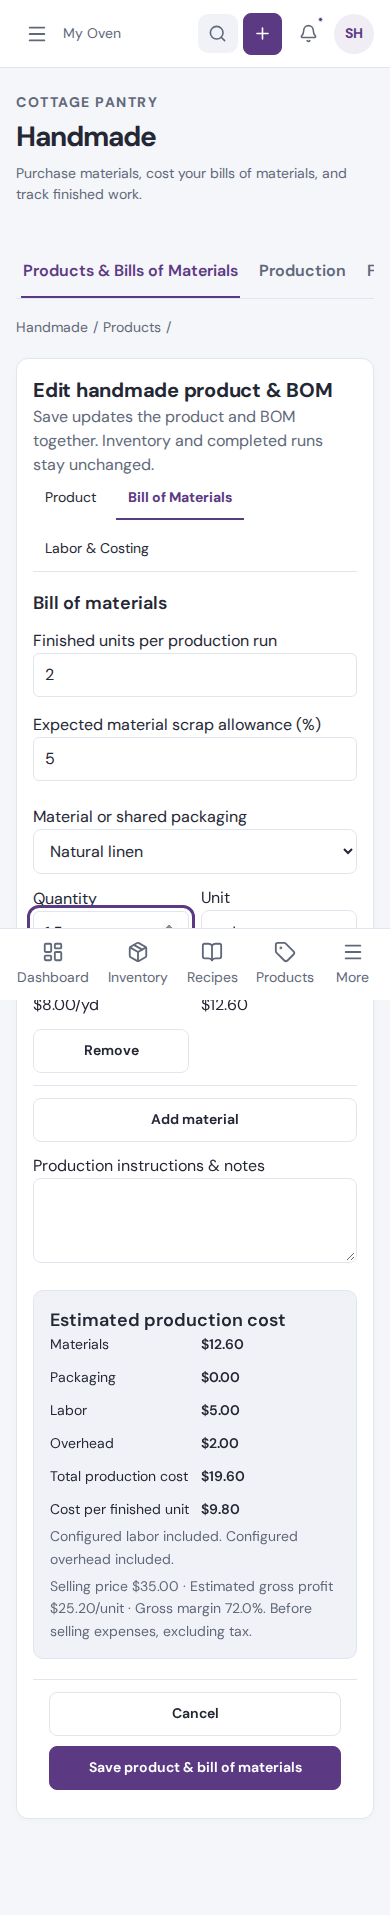 My Oven
SH
COTTAGE PANTRY
Handmade
Purchase materials, cost your bills of materials, and
track finished work.
Products & Bills of Materials Production F
Handmade / Products /
Edit handmade product & BOM
Save updates the product and BOM
together. Inventory and completed runs
stay unchanged.
Product Bill of Materials
Labor & Costing
Bill of materials
Finished units per production run
2
Expected material scrap allowance (%)
5
Material or shared packaging
Natural linen
Quantity Unit
Dashboard Inventory Recipes Products More
$8.00/yd $12.60
Remove
Add material
Production instructions & notes
Estimated production cost
Materials $12.60
Packaging $0.00
Labor $5.00
Overhead $2.00
Total production cost $19.60
Cost per finished unit $9.80
Configured labor included. Configured
overhead included.
Selling price $35.00 · Estimated gross profit
$25.20/unit · Gross margin 72.0%. Before
selling expenses, excluding tax.
Cancel
Save product & bill of materials